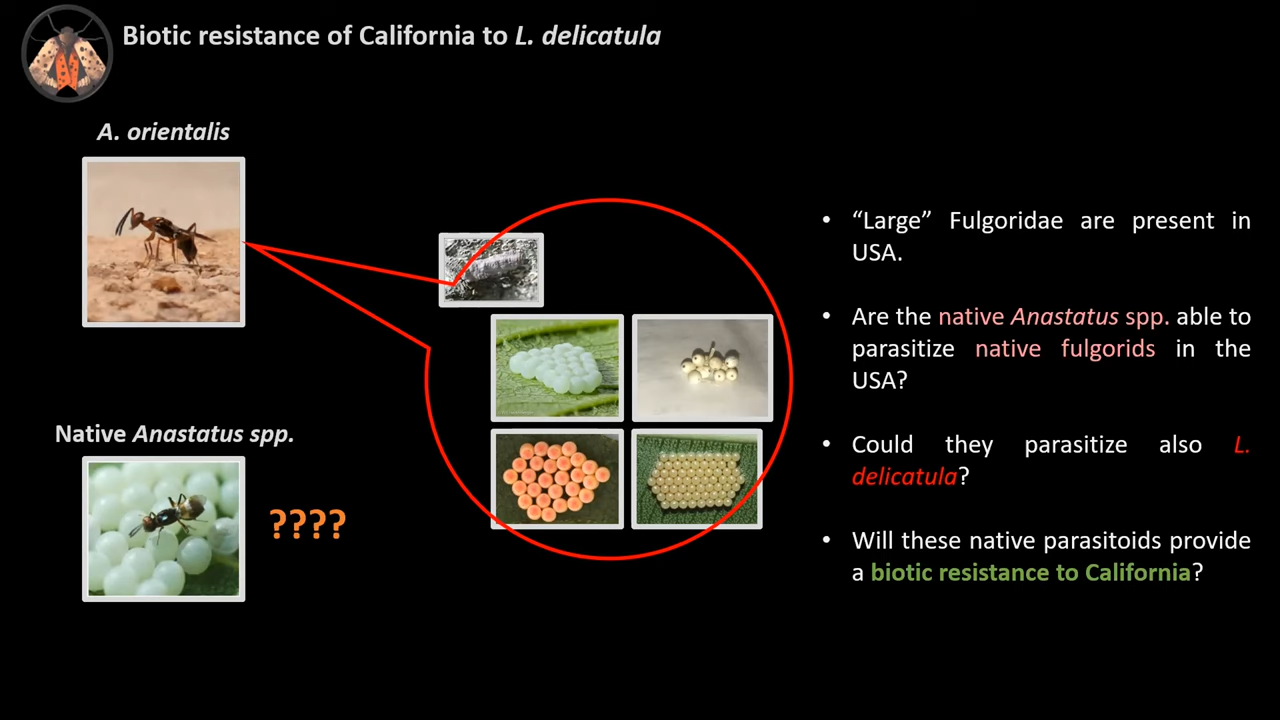 Biotic resistance of California to L. delicatula
A. orientalis
Native Anastatus spp.
????
• “Large” Fulgoridae are present in
USA.
• Are the native Anastatus spp. able to
parasitize native fulgorids in the
USA?
• Could they parasitize also L.
delicatula?
• Will these native parasitoids provide
a biotic resistance to California?